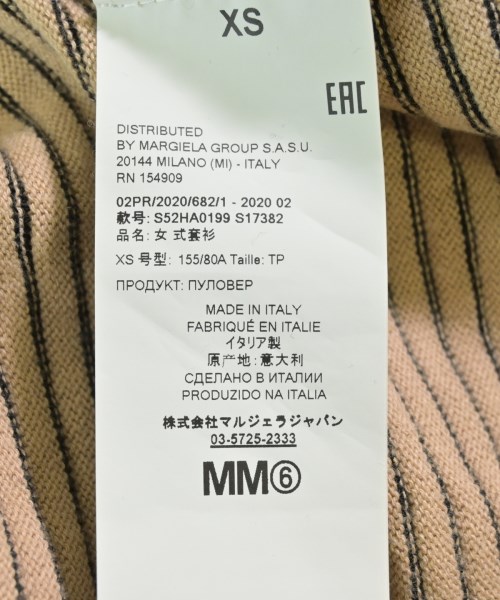 XS
EAC
DISTRIBUTED
BY MARGIELA GROUP S.A.S.U.
20144 MILANO (MI) - ITALY
RN 154909
02PR/2020/682/1 - 2020 02
款号: S52HA0199 S17382
品名: 女 式套衫
XS 号型: 155/80A Taille: TP
ПРОДУКТ: ПУЛОВЕР
MADE IN ITALY
FABRIQUÉ EN ITALIE
イタリア製
原产地: 意大利
СДЕЛАНО В ИТАЛИИ
PRODUZIDO NA ITALIA
株式会社マルジェラジャパン
03-5725-2333
MM⑥